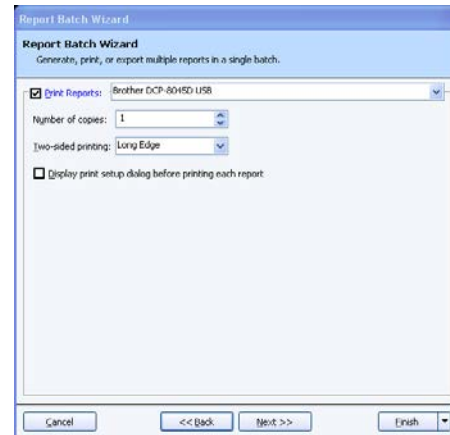 Report Batch Wizard
Report Batch Wizard
Generate, print, or export multiple reports in a single batch.
Print Reports: Brother DCP-8045D USB
Number of copies: 1
Two-sided printing: Long Edge
Display print setup dialog before printing each report
Cancel << Back Next >> Finish